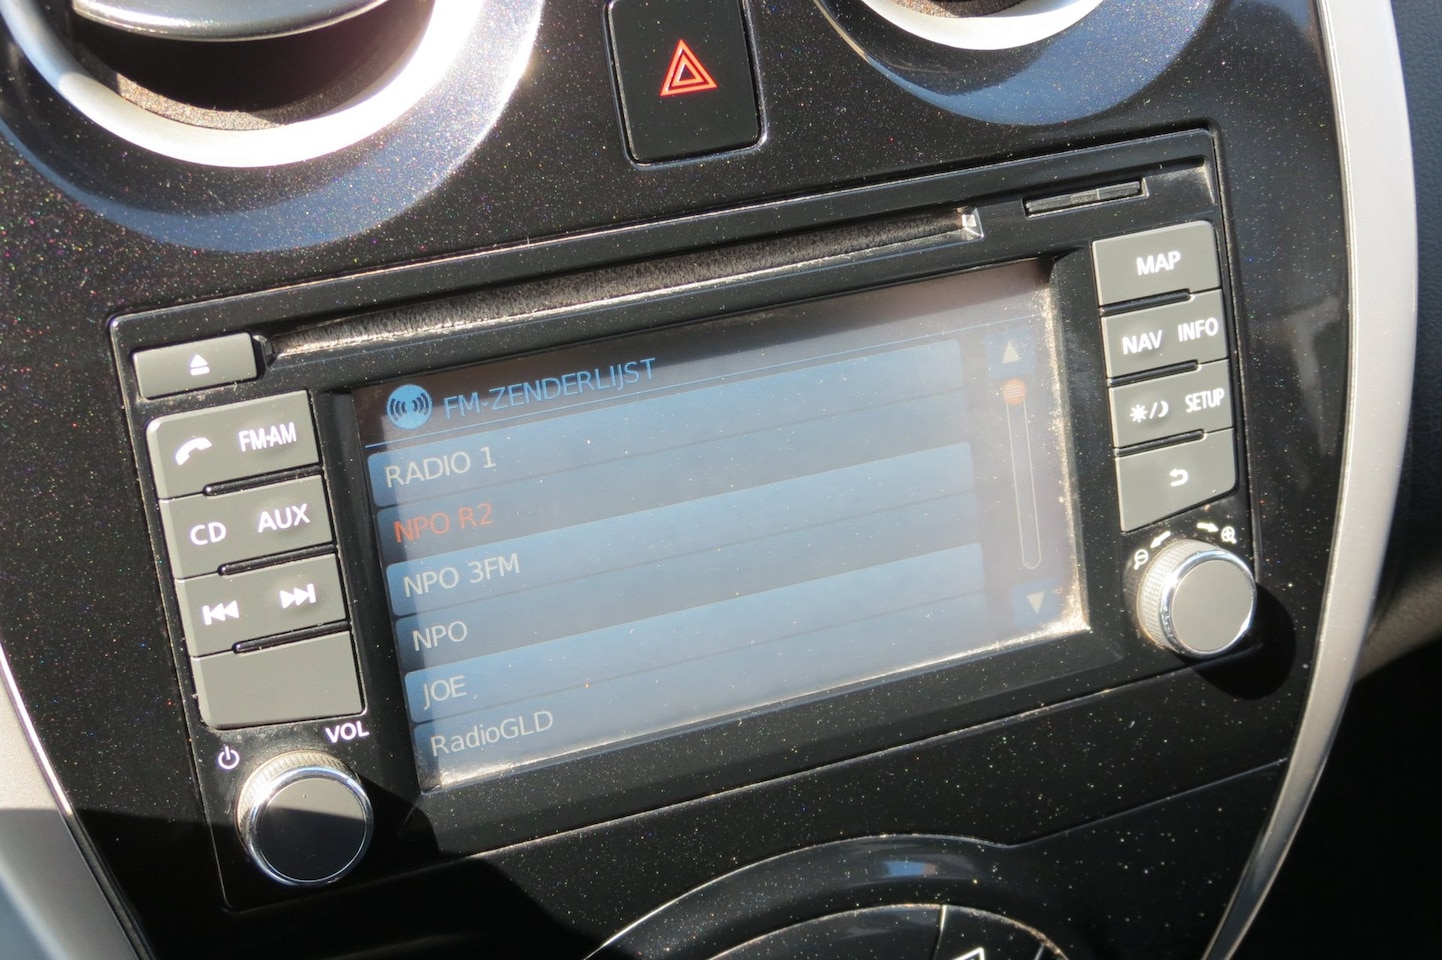 MAP
NAV INFO
SETUP
FM-AM
CD AUX
VOL
FM-ZENDERLIJST
RADIO 1
NPO R2
NPO 3FM
NPO
JOE
RadioGLD